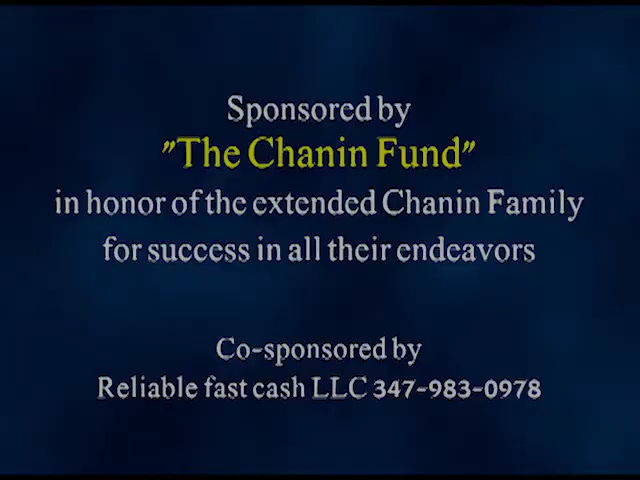 Sponsored by
"The Chanin Fund"
in honor of the extended Chanin Family
for success in all their endeavors
Co-sponsored by
Reliable fast cash LLC 347-983-0978